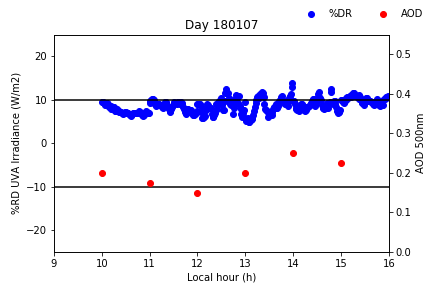 %DR AOD
Day 180107
20
10
0
−10
−20
%RD UVA Irradiance (W/m2)
0.5
0.4
0.3
0.2
0.1
0.0
AOD 500nm
9 10 11 12 13 14 15 16
Local hour (h)